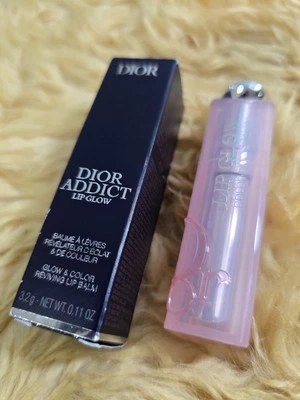 DIOR
DIOR
ADDICT
LIP GLOW
BAUME À LÈVRES
RÉVÉLATEUR D'ÉCLAT
& DE COULEUR
GLOW & COLOR
REVIVING LIP BALM
3.2g - NET WT. 0.11 OZ